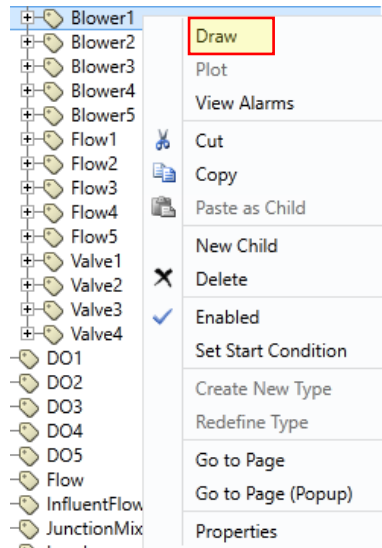 Blower1
Blower2
Blower3
Blower4
Blower5
Flow1
Flow2
Flow3
Flow4
Flow5
Valve1
Valve2
Valve3
Valve4
DO1
DO2
DO3
DO4
DO5
Flow
InfluentFlow
JunctionMix
Draw
Plot
View Alarms
Cut
Copy
Paste as Child
New Child
Delete
Enabled
Set Start Condition
Create New Type
Redefine Type
Go to Page
Go to Page (Popup)
Properties